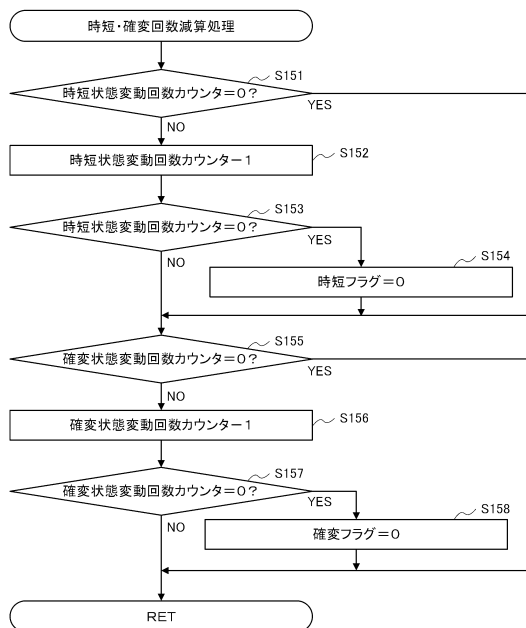 時短・確変回数減算処理
S151
時短状態変動回数カウンタ=0?
YES
NO
S152
時短状態変動回数カウンター1
S153
時短状態変動回数カウンタ=0?
YES
NO
S154
時短フラグ=0
S155
確変状態変動回数カウンタ=0?
YES
NO
S156
確変状態変動回数カウンター1
S157
確変状態変動回数カウンタ=0?
YES
NO
S158
確変フラグ=0
RET